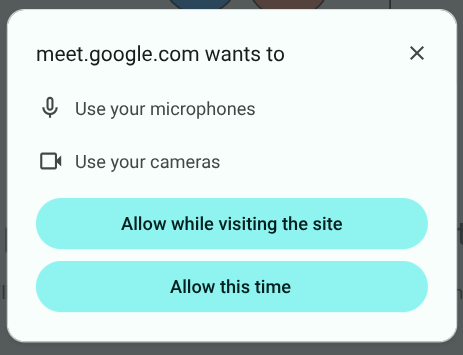 meet.google.com wants to
Use your microphones
Use your cameras
Allow while visiting the site
Allow this time